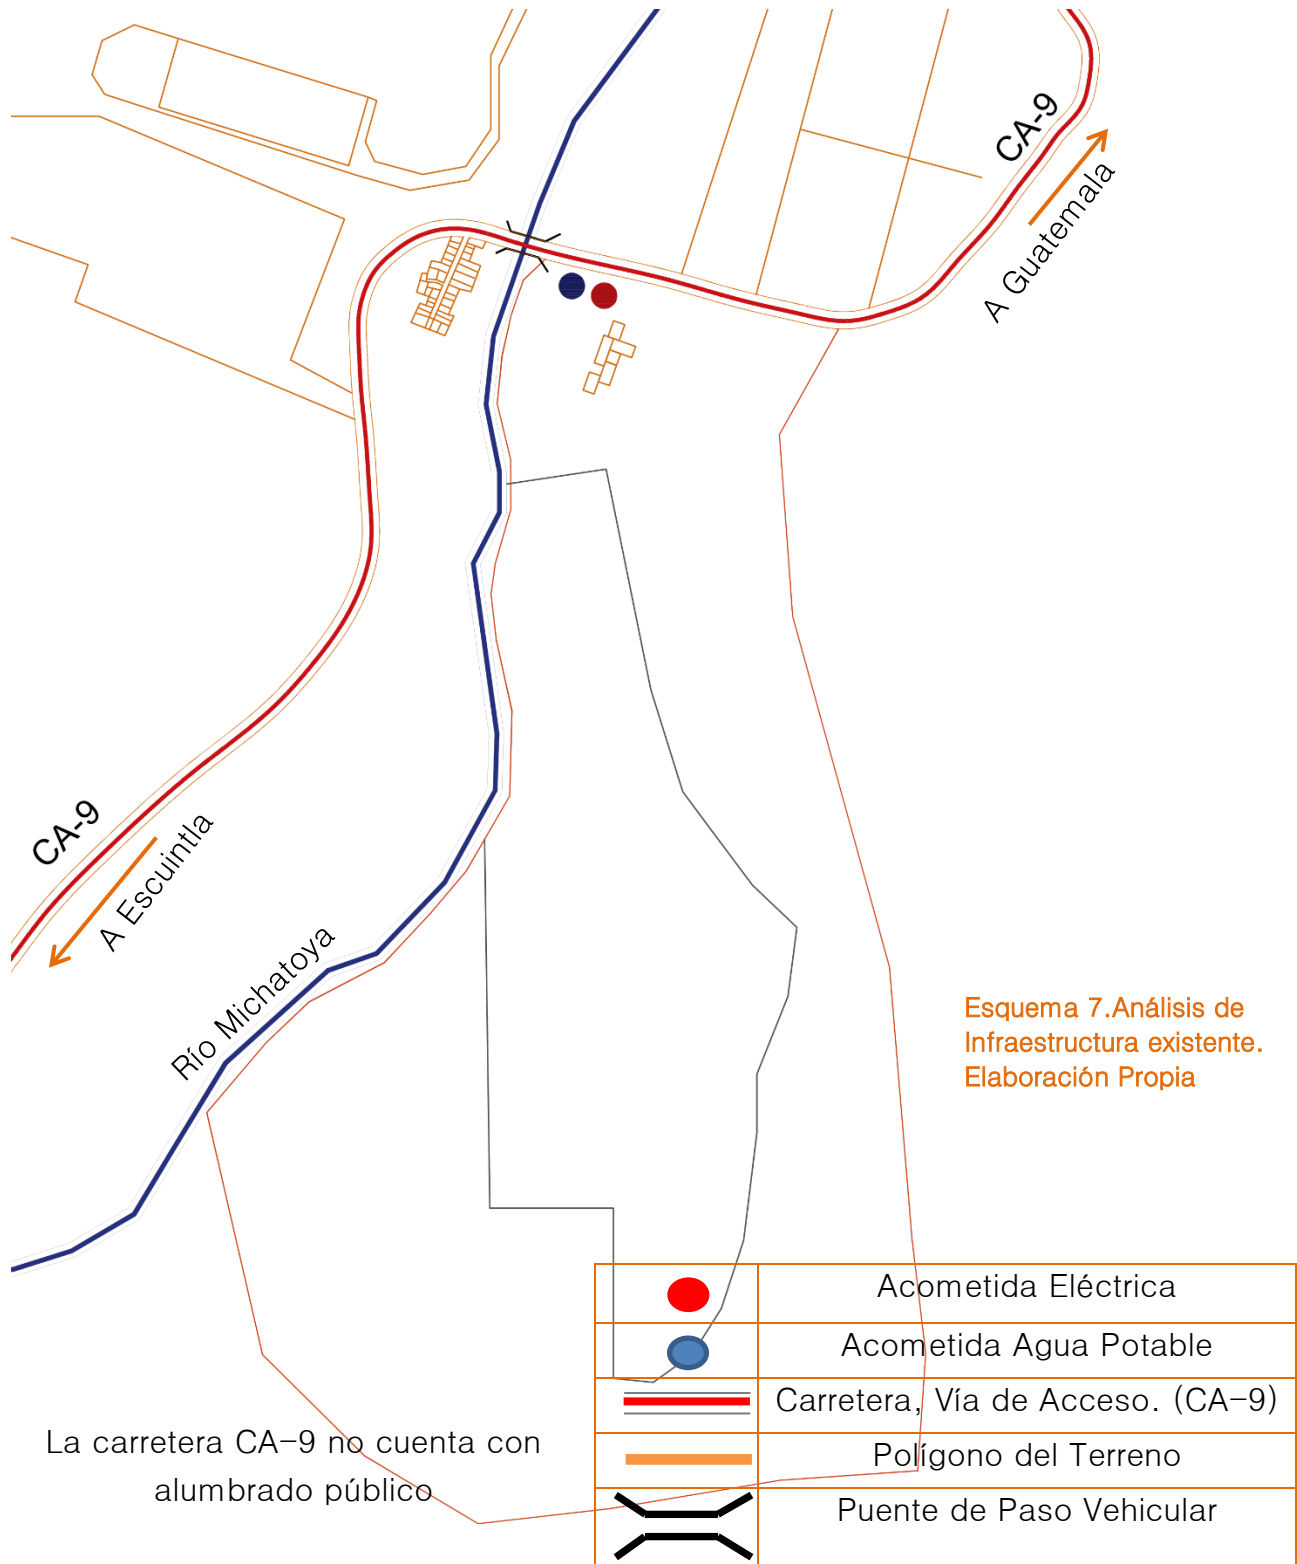 CA-9
A Guatemala
CA-9
A Escuintla
Río Michatoya
Esquema 7.Análisis de
Infraestructura existente.
Elaboración Propia
Acometida Eléctrica
Acometida Agua Potable
Carretera, Vía de Acceso. (CA-9)
Polígono del Terreno
Puente de Paso Vehicular
La carretera CA-9 no cuenta con
alumbrado público